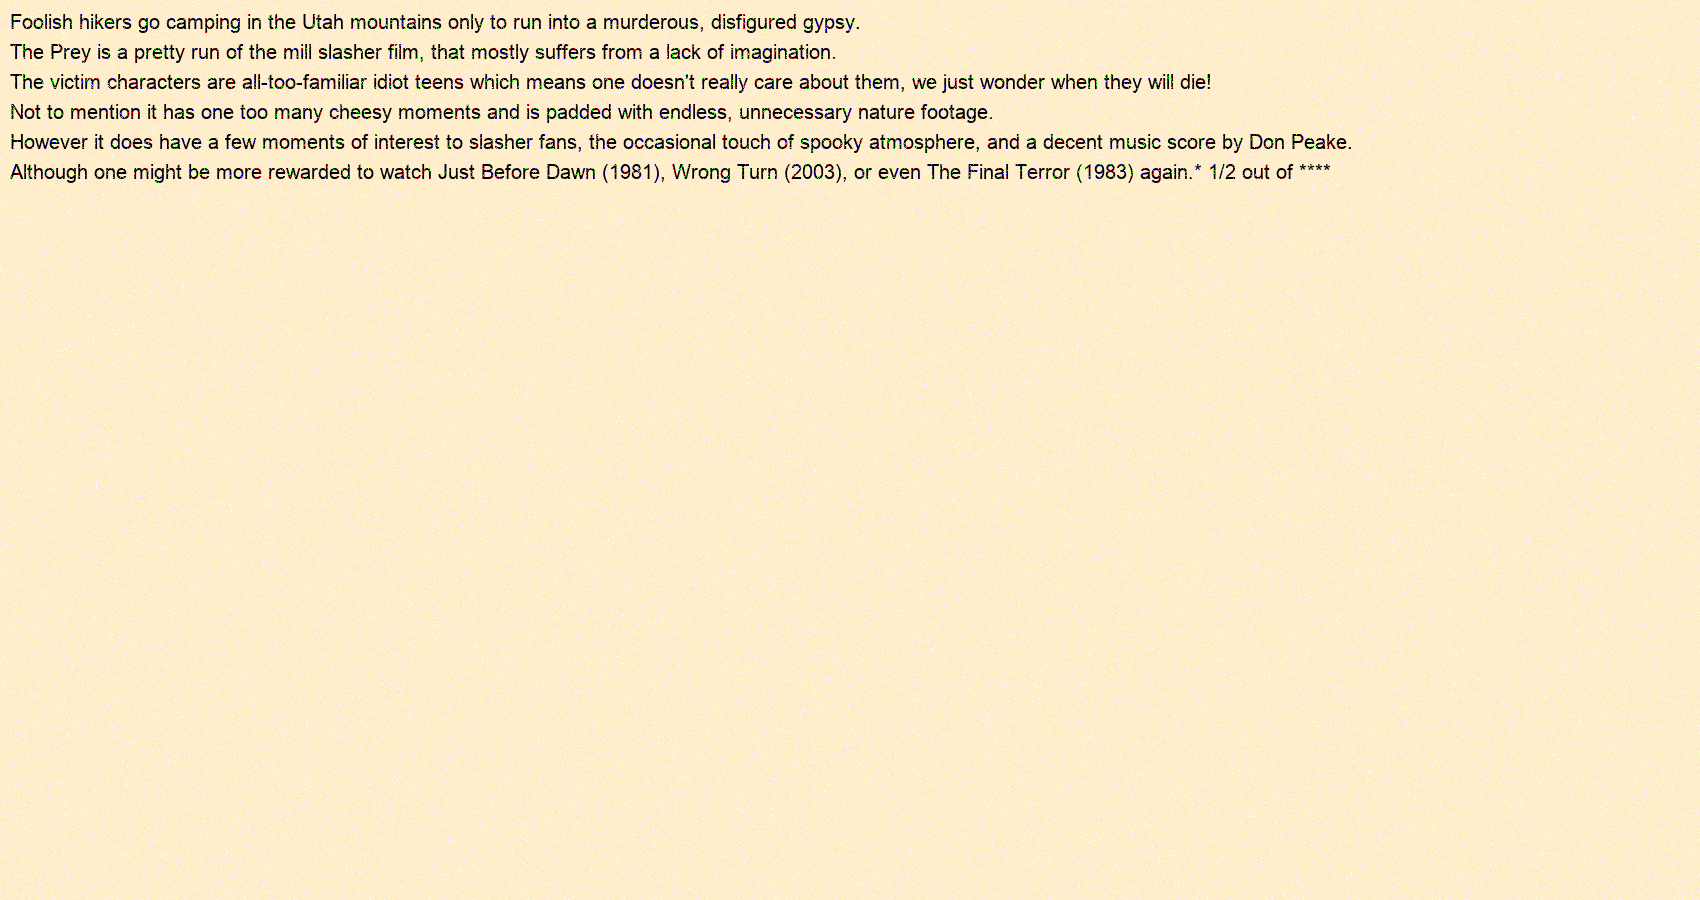 Foolish hikers go camping in the Utah mountains only to run into a murderous, disfigured gypsy.
The Prey is a pretty run of the mill slasher film, that mostly suffers from a lack of imagination.
The victim characters are all-too-familiar idiot teens which means one doesn't really care about them, we just wonder when they will die!
Not to mention it has one too many cheesy moments and is padded with endless, unnecessary nature footage.
However it does have a few moments of interest to slasher fans, the occasional touch of spooky atmosphere, and a decent music score by Don Peake.
Although one might be more rewarded to watch Just Before Dawn (1981), Wrong Turn (2003), or even The Final Terror (1983) again.* 1/2 out of ****